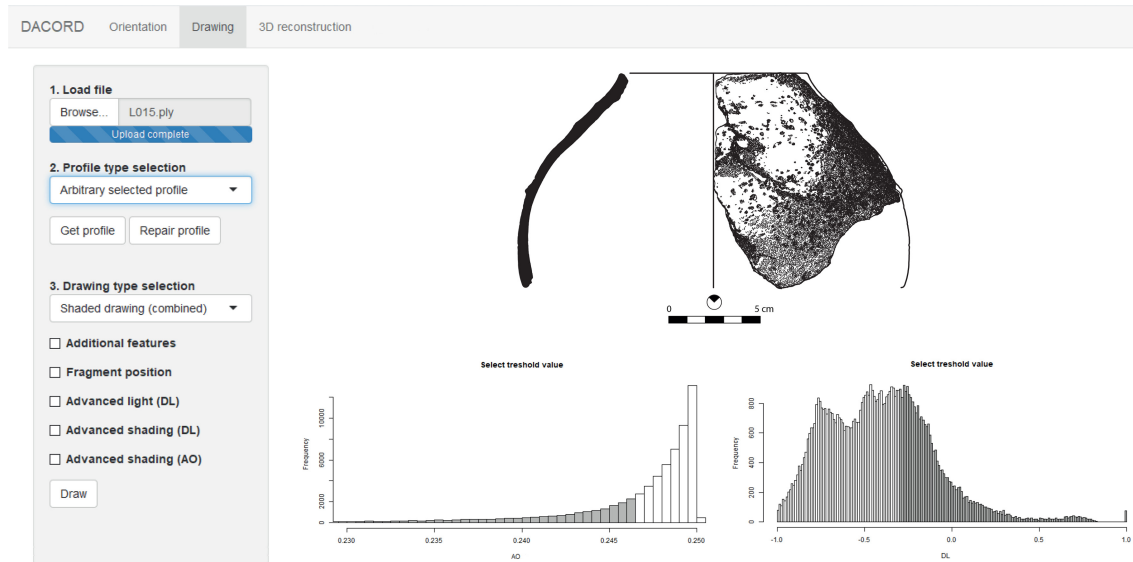 DACORD Orientation Drawing 3D reconstruction
1. Load file
Browse... L015.ply
Upload complete
2. Profile type selection
Arbitrary selected profile
Get profile Repair profile
3. Drawing type selection
Shaded drawing (combined)
Additional features
Fragment position
Advanced light (DL)
Advanced shading (DL)
Advanced shading (AO)
Draw
0 5 cm
Select treshold value
Frequency
0 2000 6000 10000
0.230 0.235 0.240 0.245 0.250
AO
Select treshold value
Frequency
0 200 400 600 800
-1.0 -0.5 0.0 0.5 1.0
DL